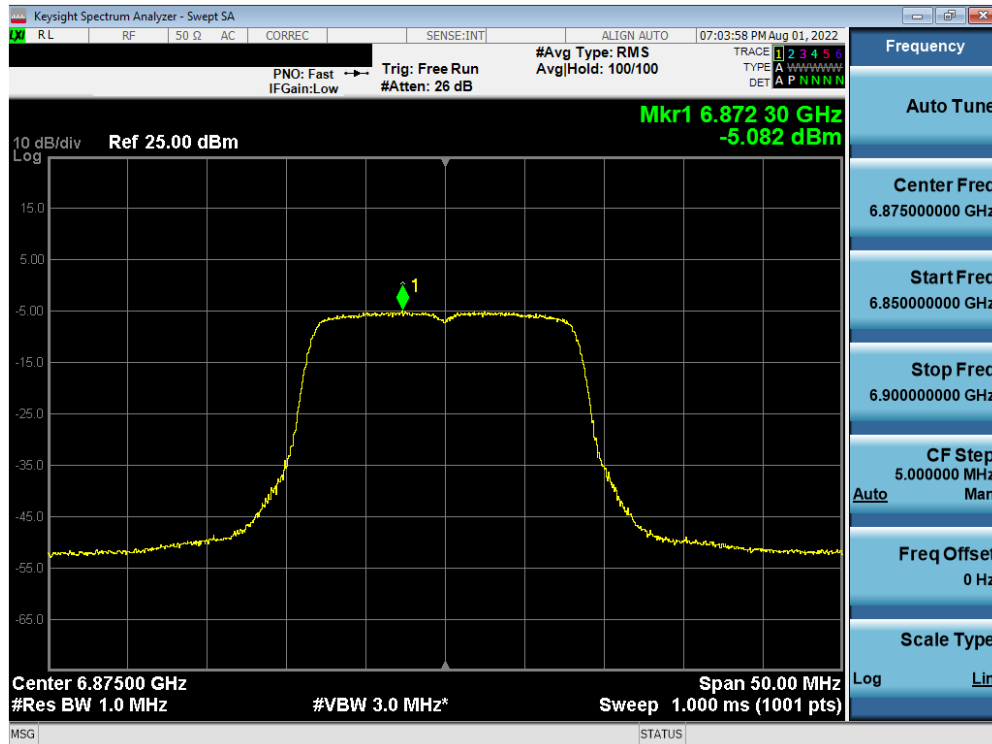 Keysight Spectrum Analyzer - Swept SA
LXI RL RF 50 Ω AC CORREC SENSE:INT ALIGN AUTO 07:03:58 PM Aug 01, 2022
PNO: Fast
IFGain:Low
Trig: Free Run
#Atten: 26 dB
#Avg Type: RMS
Avg|Hold: 100/100
TRACE 1 2 3 4 5 6
TYPE A WWWWW
DET A P N N N N
Mkr1 6.872 30 GHz
-5.082 dBm
10 dB/div Ref 25.00 dBm
Log
15.0
5.00
-5.00
-15.0
-25.0
-35.0
-45.0
-55.0
-65.0
1
Center 6.87500 GHz Span 50.00 MHz
#Res BW 1.0 MHz #VBW 3.0 MHz* Sweep 1.000 ms (1001 pts)
MSG STATUS
Frequency
Auto Tune
Center Freq
6.875000000 GHz
Start Freq
6.850000000 GHz
Stop Freq
6.900000000 GHz
CF Step
5.000000 MHz
Auto Man
Freq Offset
0 Hz
Scale Type
Log Lin